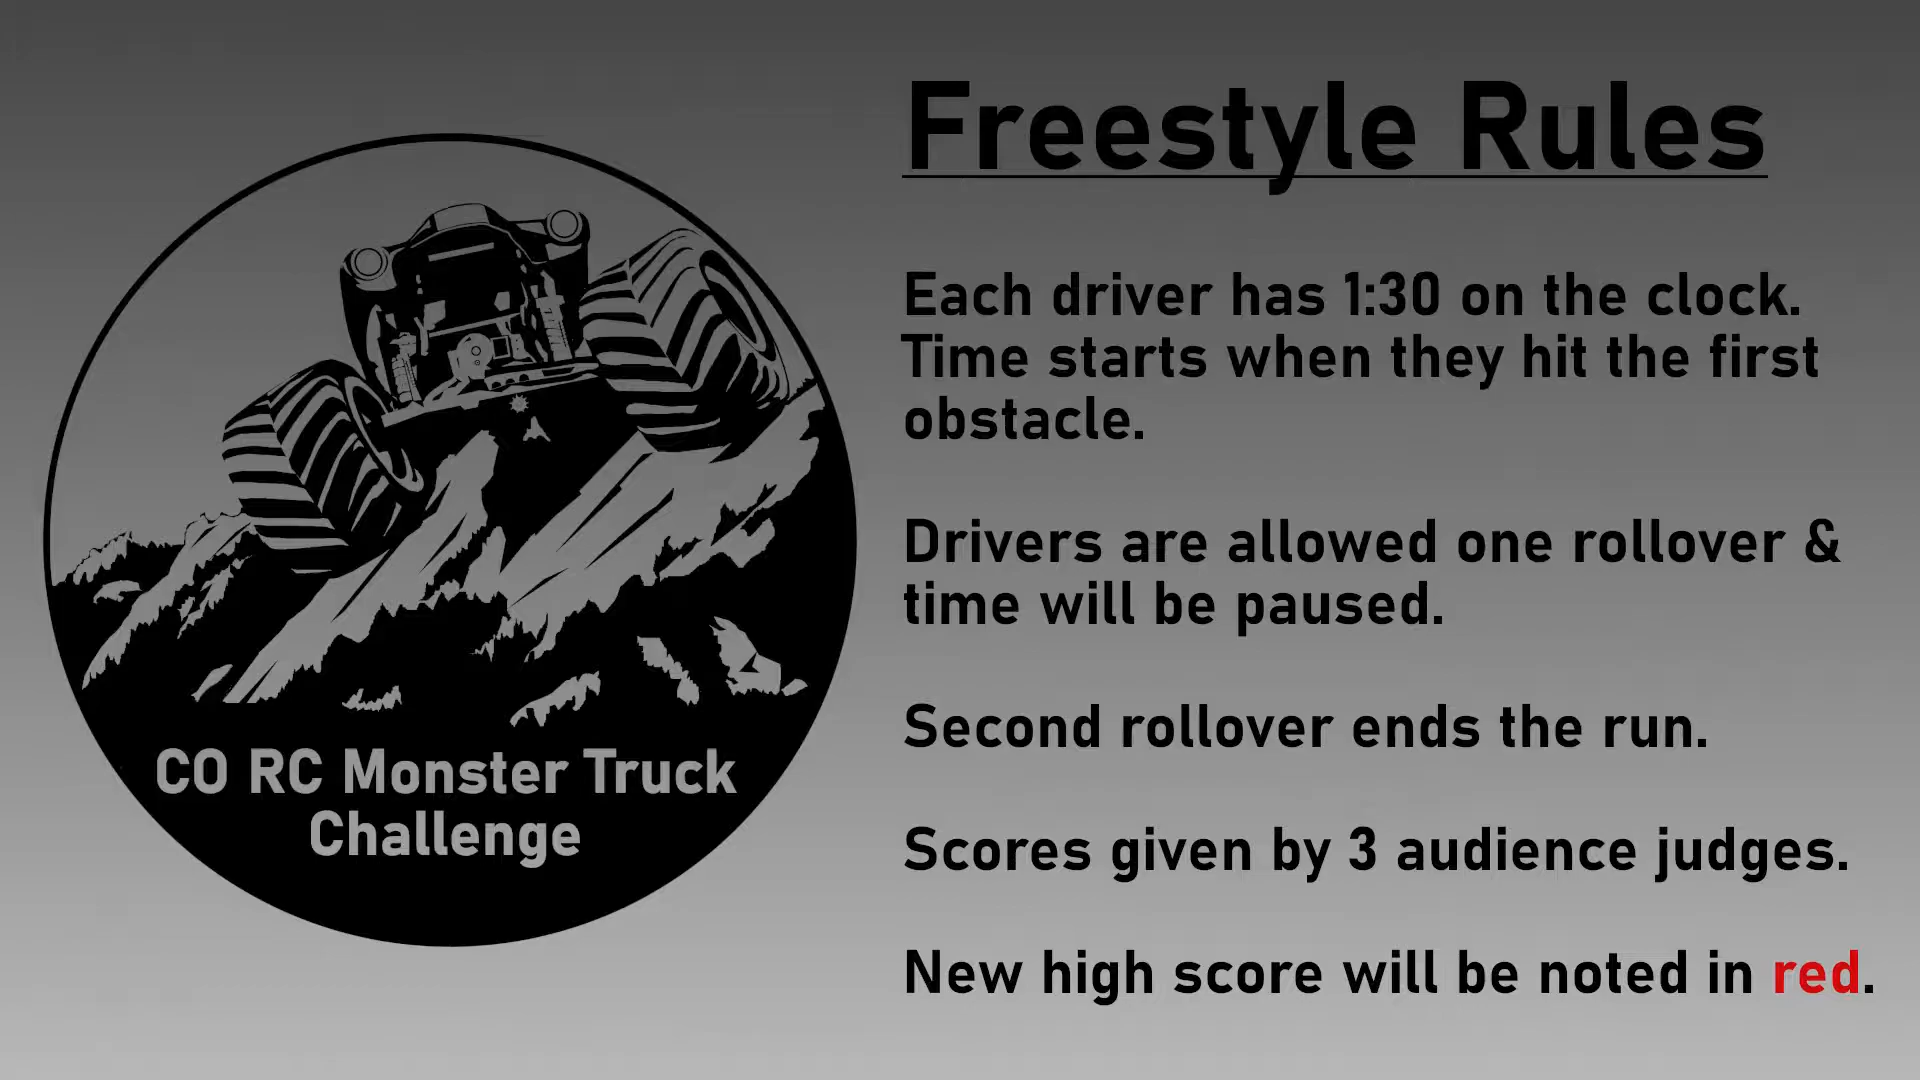 Freestyle Rules
Each driver has 1:30 on the clock.
Time starts when they hit the first
obstacle.
Drivers are allowed one rollover &
time will be paused.
Second rollover ends the run.
Scores given by 3 audience judges.
New high score will be noted in red.
CO RC Monster Truck
Challenge